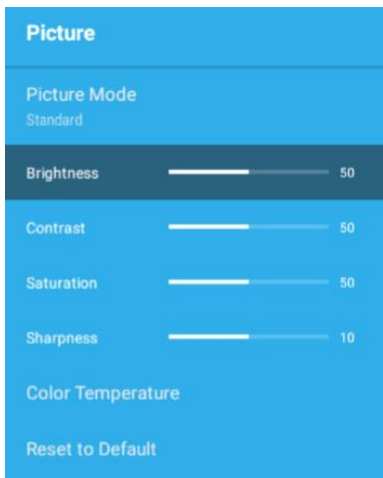 Picture
Picture Mode
Standard
Brightness 50
Contrast 50
Saturation 50
Sharpness 10
Color Temperature
Reset to Default